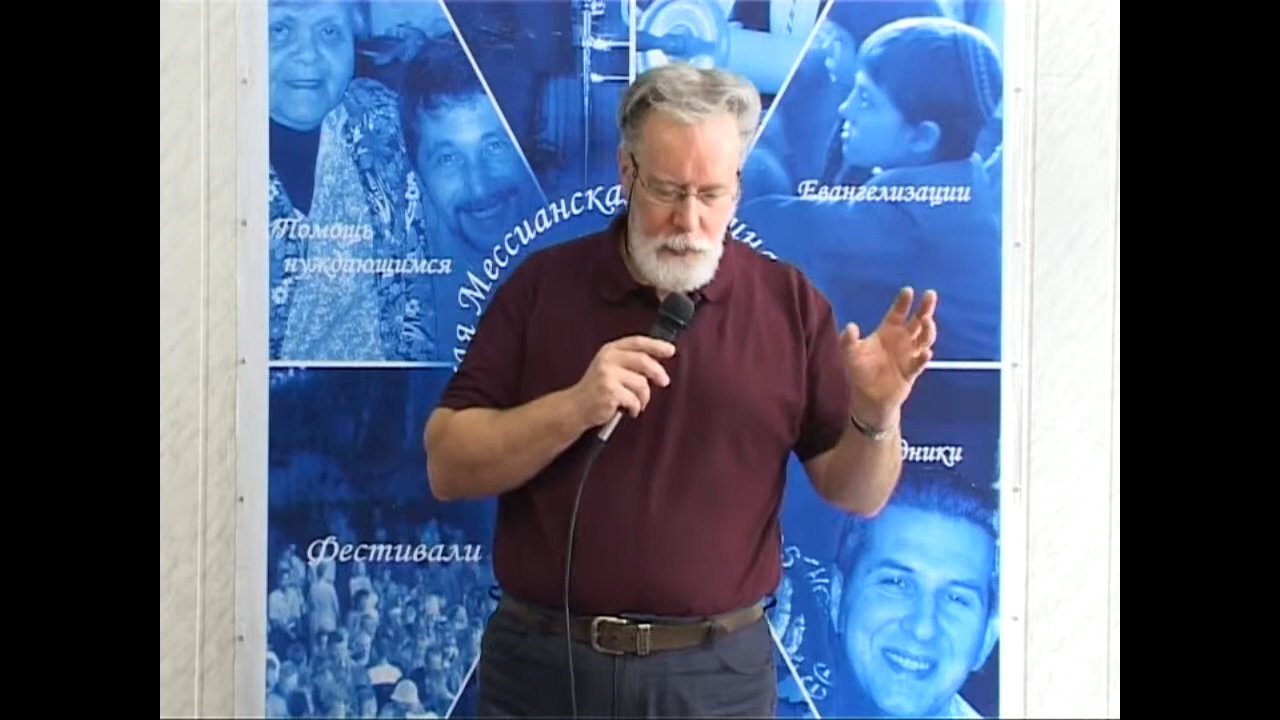 Помощь
нуждающимся
Евангелизации
Мессианска
Фестивали
дники